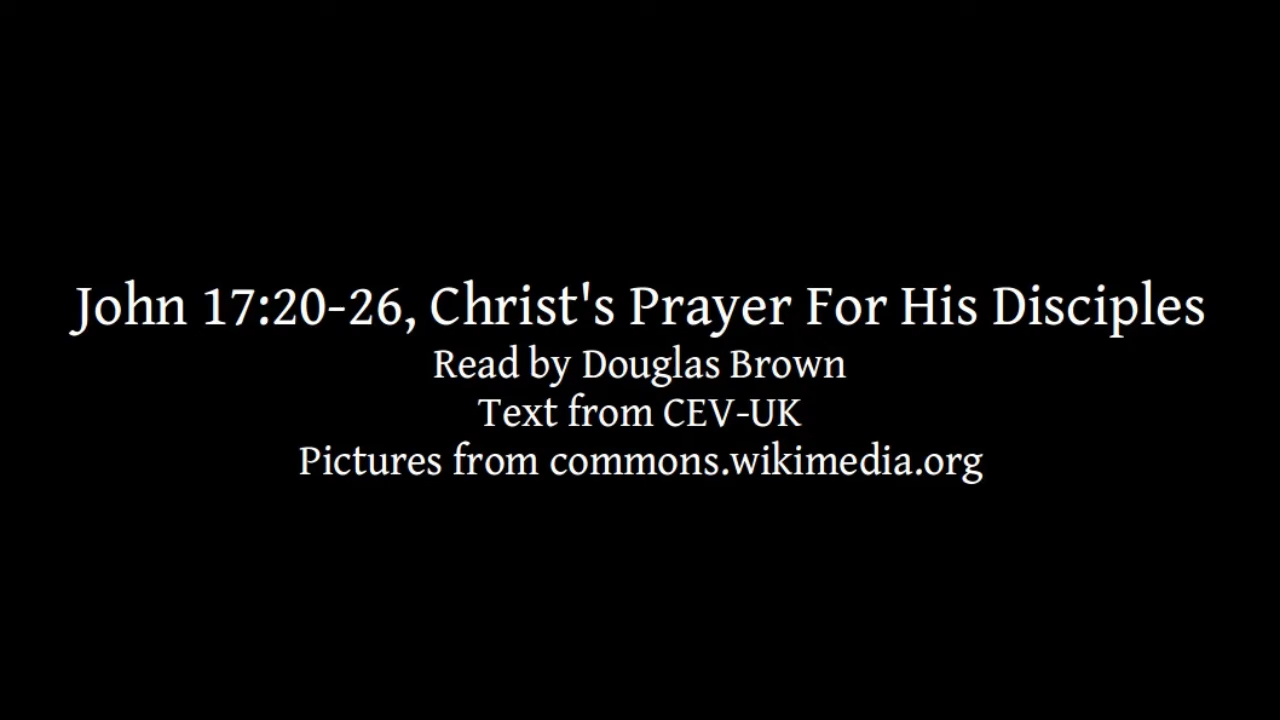 John 17:20-26, Christ's Prayer For His Disciples
Read by Douglas Brown
Text from CEV-UK
Pictures from commons.wikimedia.org